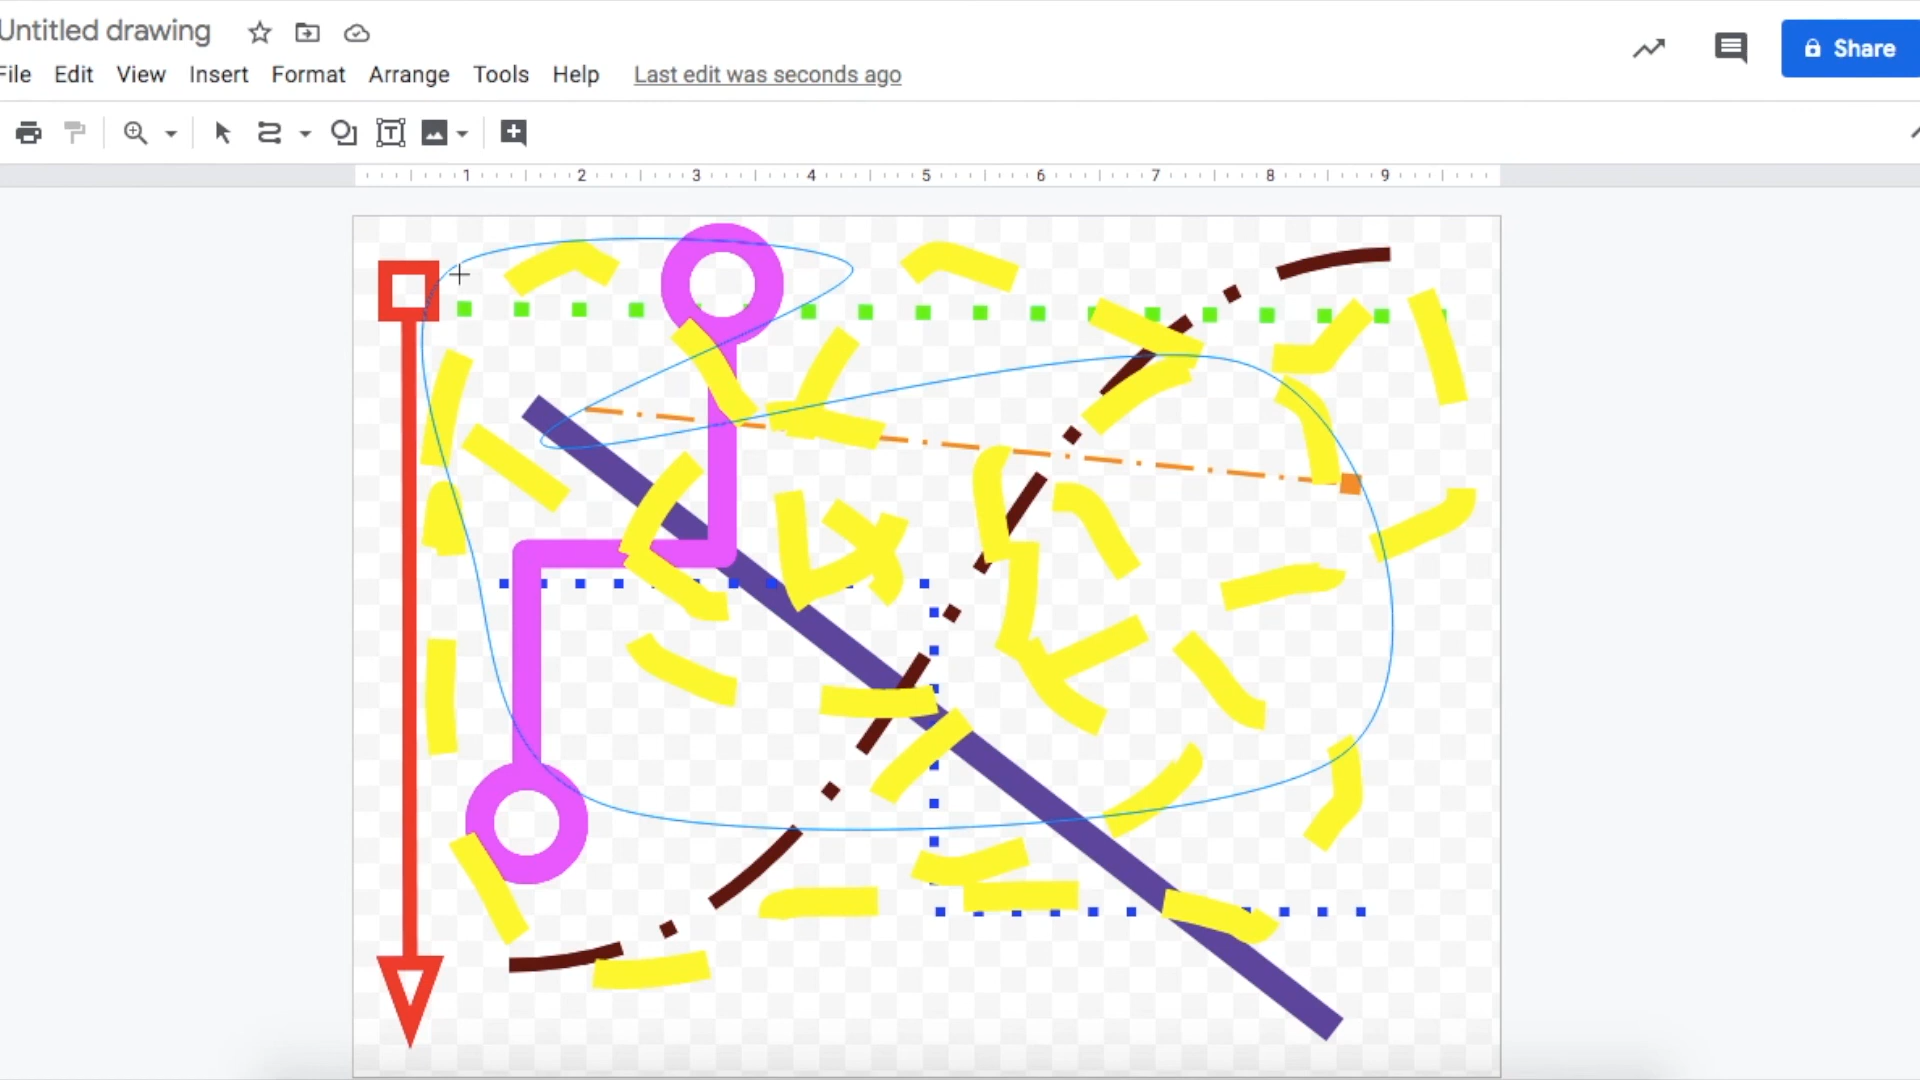 Untitled drawing
File Edit View Insert Format Arrange Tools Help Last edit was seconds ago
Share
1 2 3 4 5 6 7 8 9